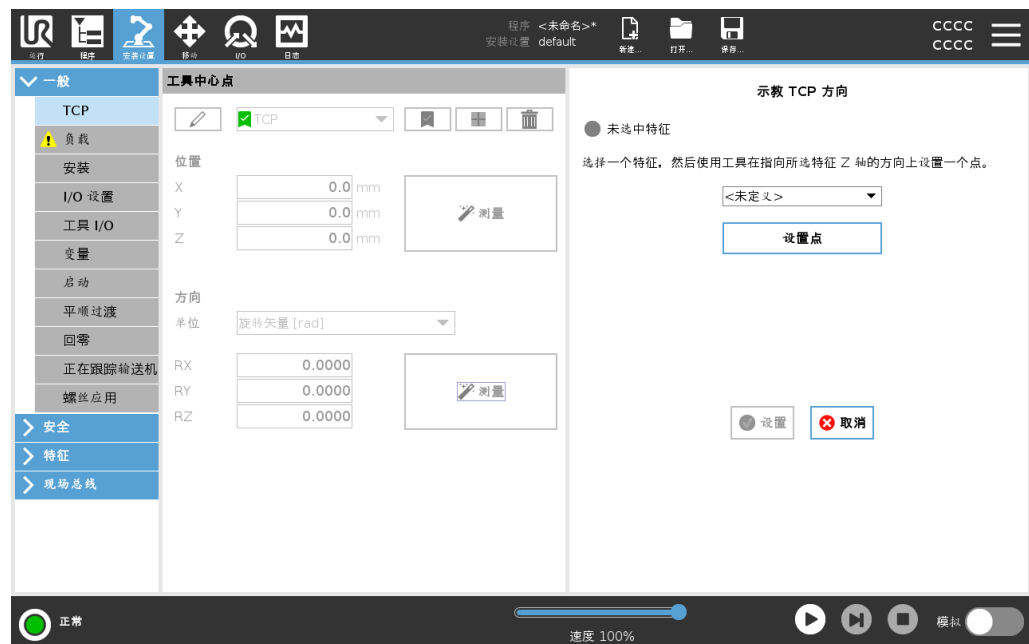 UR
运行
程序
安装设置
移动
I/O
日志
程序 <未命名>*
安装设置 default
新建...
打开...
保存...
CCCC
CCCC
一般
TCP
负载
安装
I/O 设置
工具 I/O
变量
启动
平顺过渡
回零
正在跟踪输送机
螺丝应用
安全
特征
现场总线
工具中心点
TCP
位置
X 0.0 mm
Y 0.0 mm
Z 0.0 mm
测量
方向
单位 旋转矢量 [rad]
RX 0.0000
RY 0.0000
RZ 0.0000
测量
示教 TCP 方向
未选中特征
选择一个特征，然后使用工具在指向所选特征 Z 轴的方向上设置一个点。
<未定义>
设置点
设置
取消
正常
速度 100%
模拟